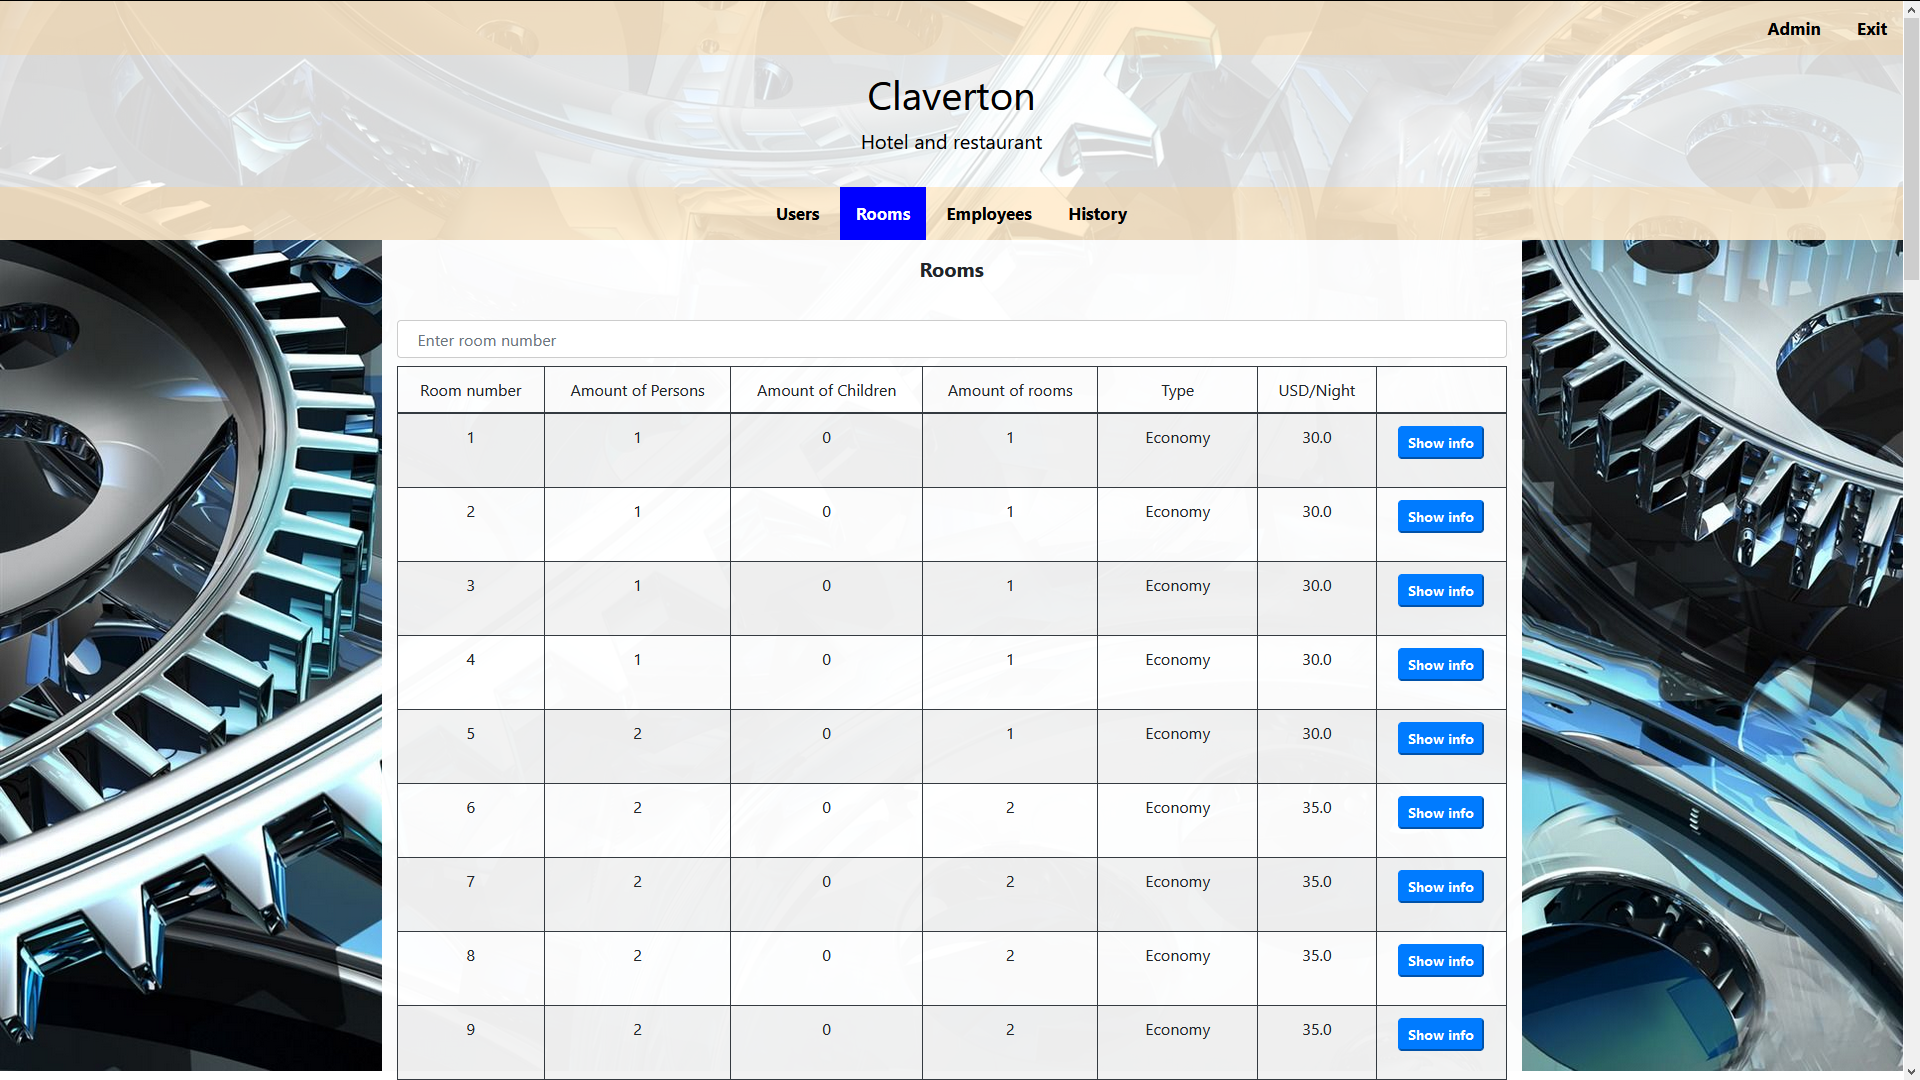 Admin Exit
Claverton
Hotel and restaurant
Users Rooms Employees History
Rooms
Enter room number
Room number Amount of Persons Amount of Children Amount of rooms Type USD/Night
1 1 0 1 Economy 30.0 Show info
2 1 0 1 Economy 30.0 Show info
3 1 0 1 Economy 30.0 Show info
4 1 0 1 Economy 30.0 Show info
5 2 0 1 Economy 30.0 Show info
6 2 0 2 Economy 35.0 Show info
7 2 0 2 Economy 35.0 Show info
8 2 0 2 Economy 35.0 Show info
9 2 0 2 Economy 35.0 Show info